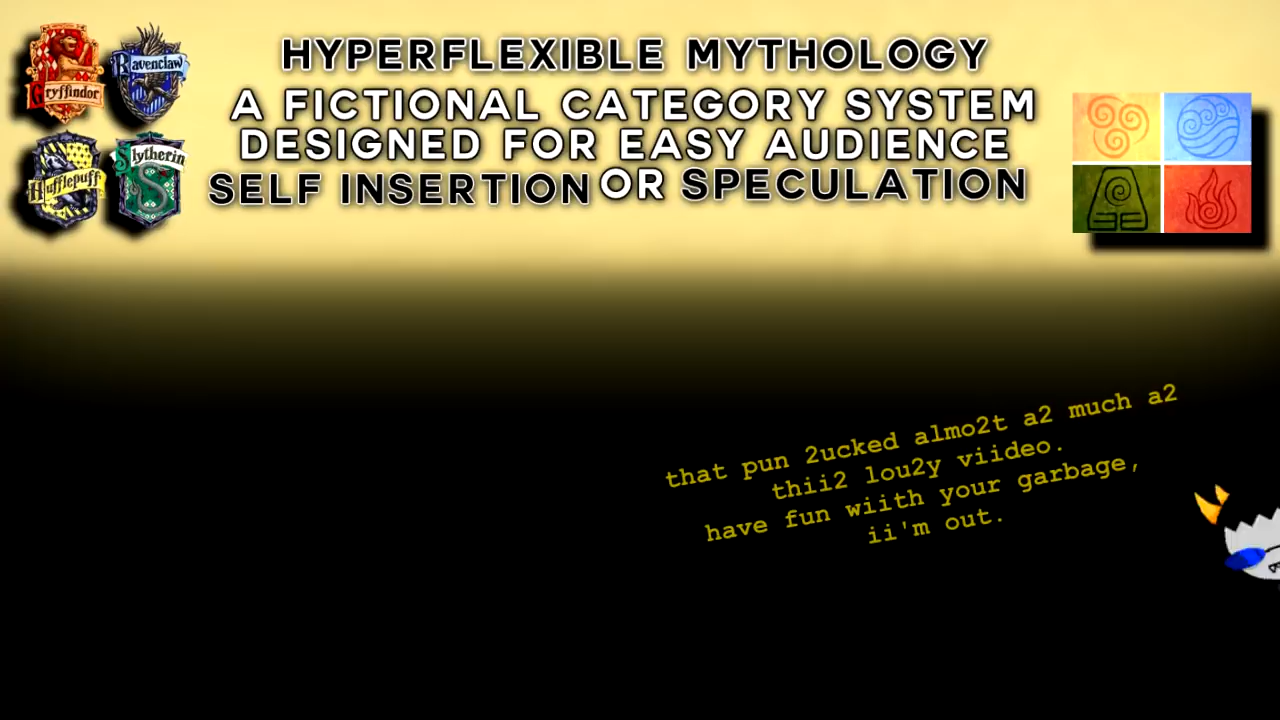 HYPERFLEXIBLE MYTHOLOGY
A FICTIONAL CATEGORY SYSTEM
DESIGNED FOR EASY AUDIENCE
SELF INSERTION OR SPECULATION
Gryffindor
Ravenclaw
Hufflepuff
Slytherin
that pun 2ucked almo2t a2 much a2
thii2 lou2y viideo.
have fun wiith your garbage,
ii'm out.